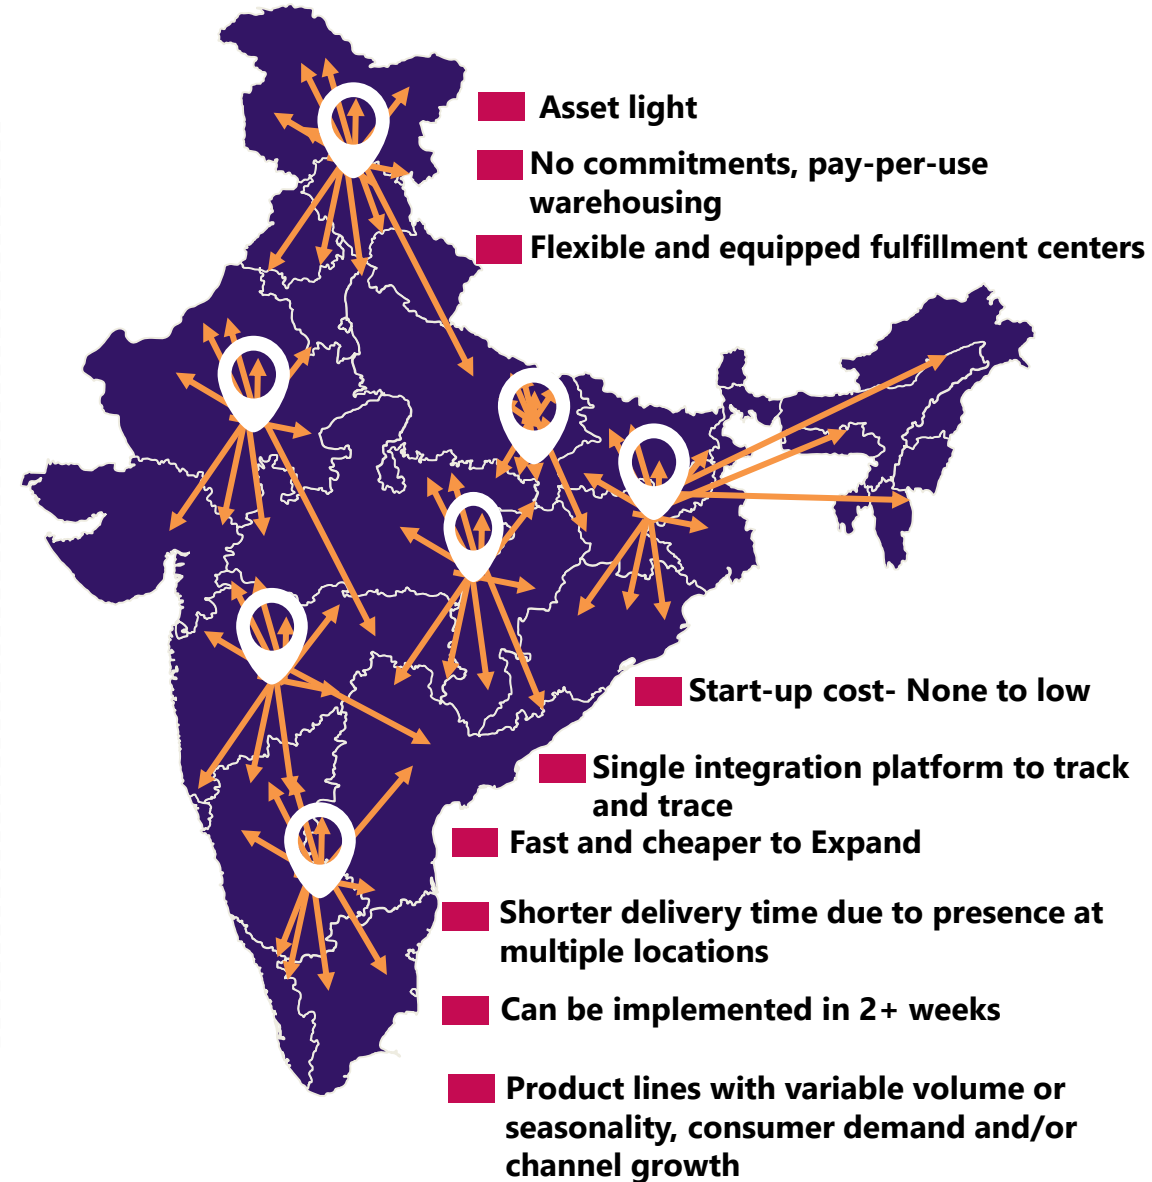 Asset light
No commitments, pay-per-use
warehousing
Flexible and equipped fulfillment centers
Start-up cost- None to low
Single integration platform to track
and trace
Fast and cheaper to Expand
Shorter delivery time due to presence at
multiple locations
Can be implemented in 2+ weeks
Product lines with variable volume or
seasonality, consumer demand and/or
channel growth